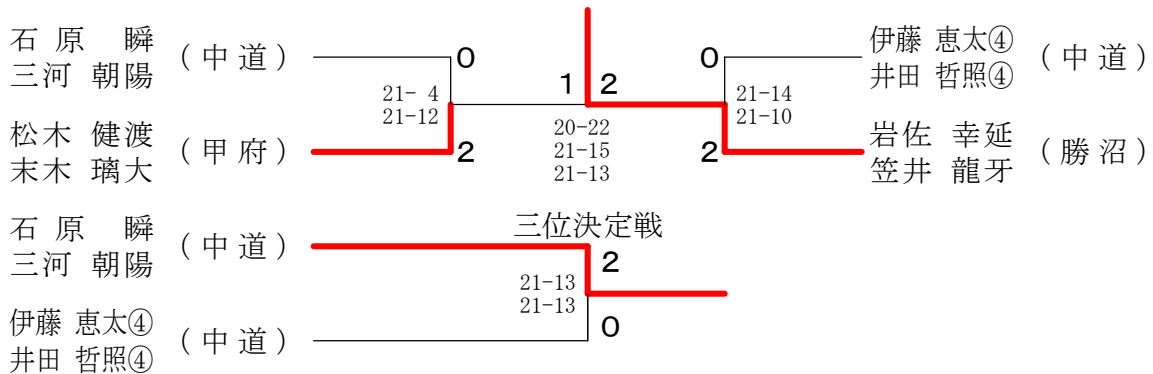 石原 瞬
三河 朝陽
(中道)
0
21- 4
21-12
松木 健渡
末木 璃大
(甲府)
2
1 2
20-22
21-15
21-13
伊藤 恵太④
井田 哲照④
(中道)
0
21-14
21-10
岩佐 幸延
笠井 龍牙
(勝沼)
2
三位決定戦
石原 瞬
三河 朝陽
(中道)
2
21-13
21-13
伊藤 恵太④
井田 哲照④
(中道)
0